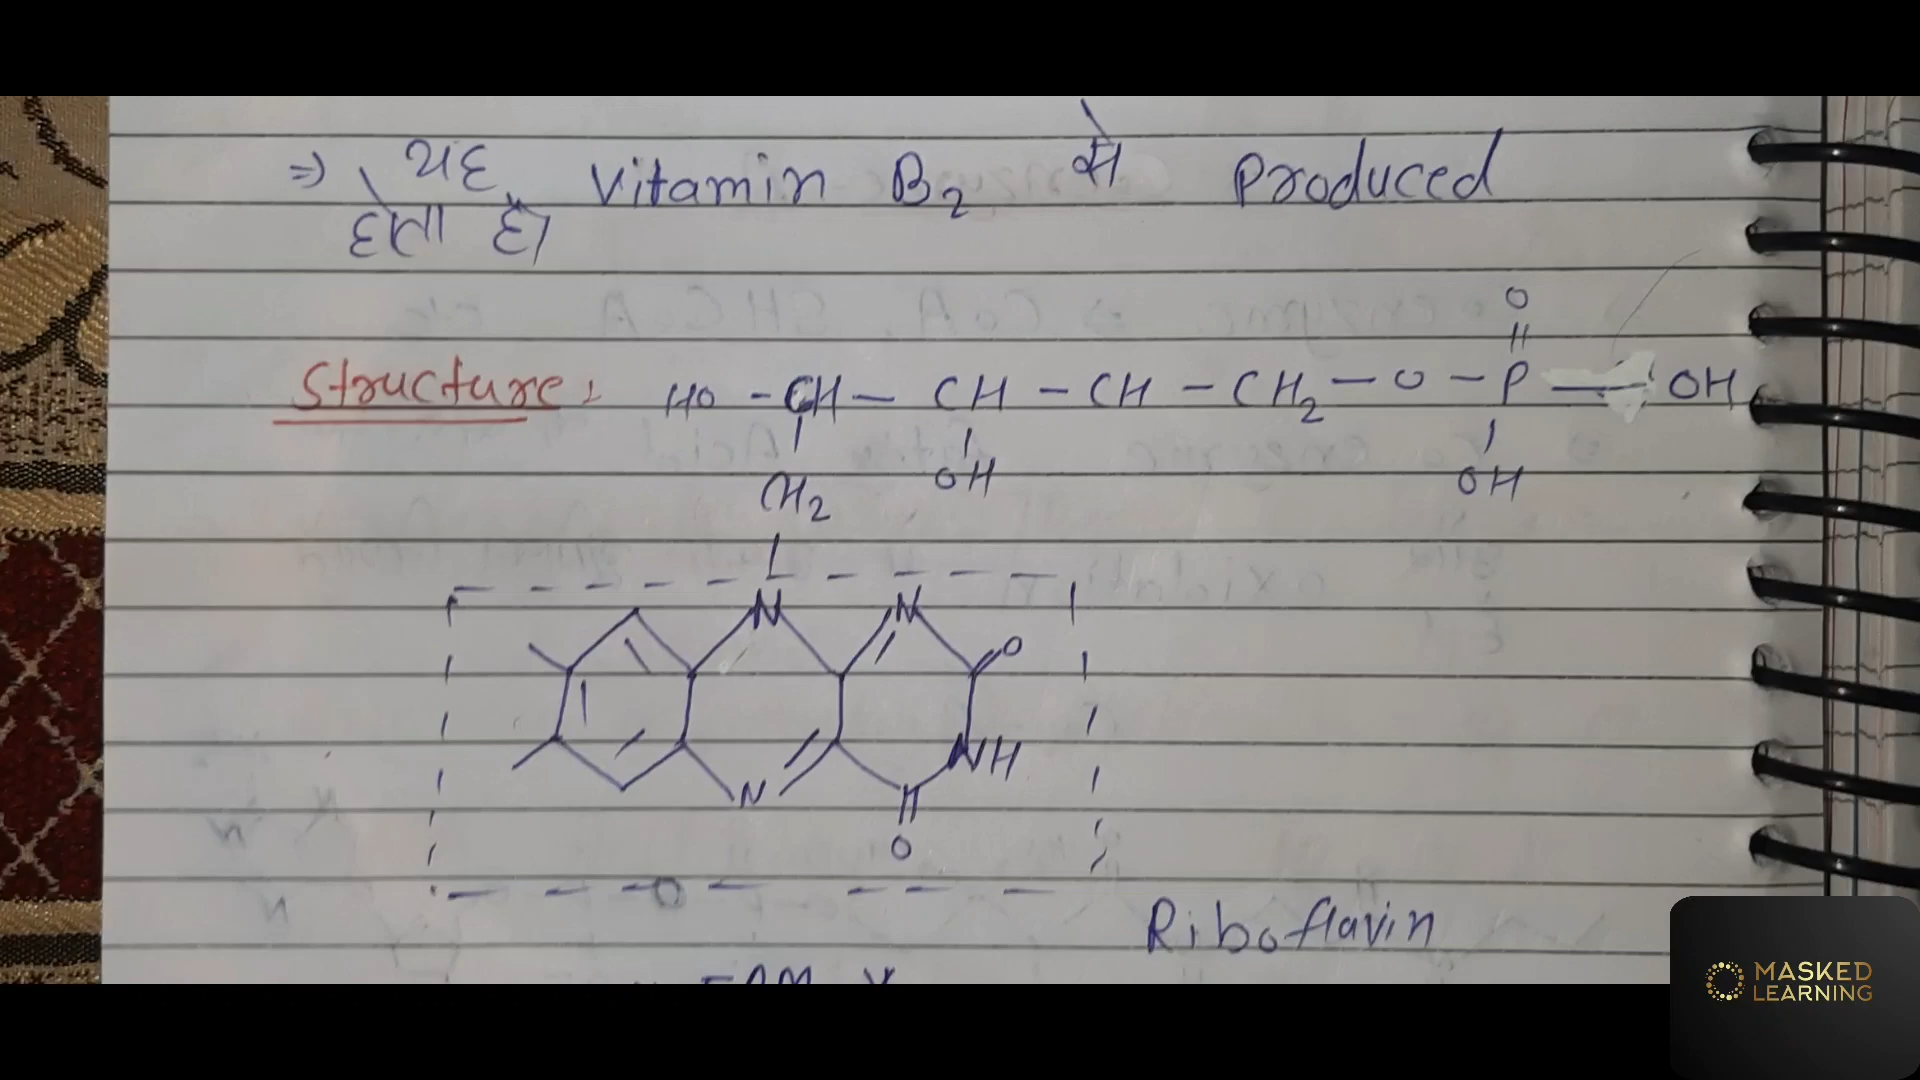 ⇒ यह Vitamin B2 से Produced
होता है।
O
||
Structure: HO - CH - CH - CH - CH2 - O - P - OH
CH2 OH OH
N N
O
NH
N
O
Riboflavin
MASKED
LEARNING